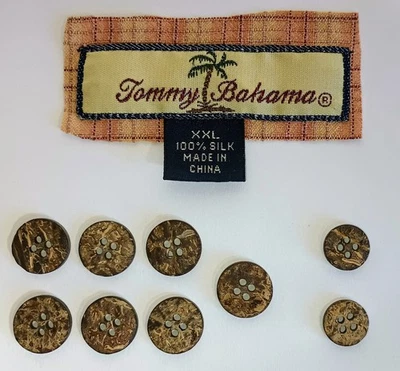 Tommy Bahama®
XXL
100% SILK
MADE IN
CHINA